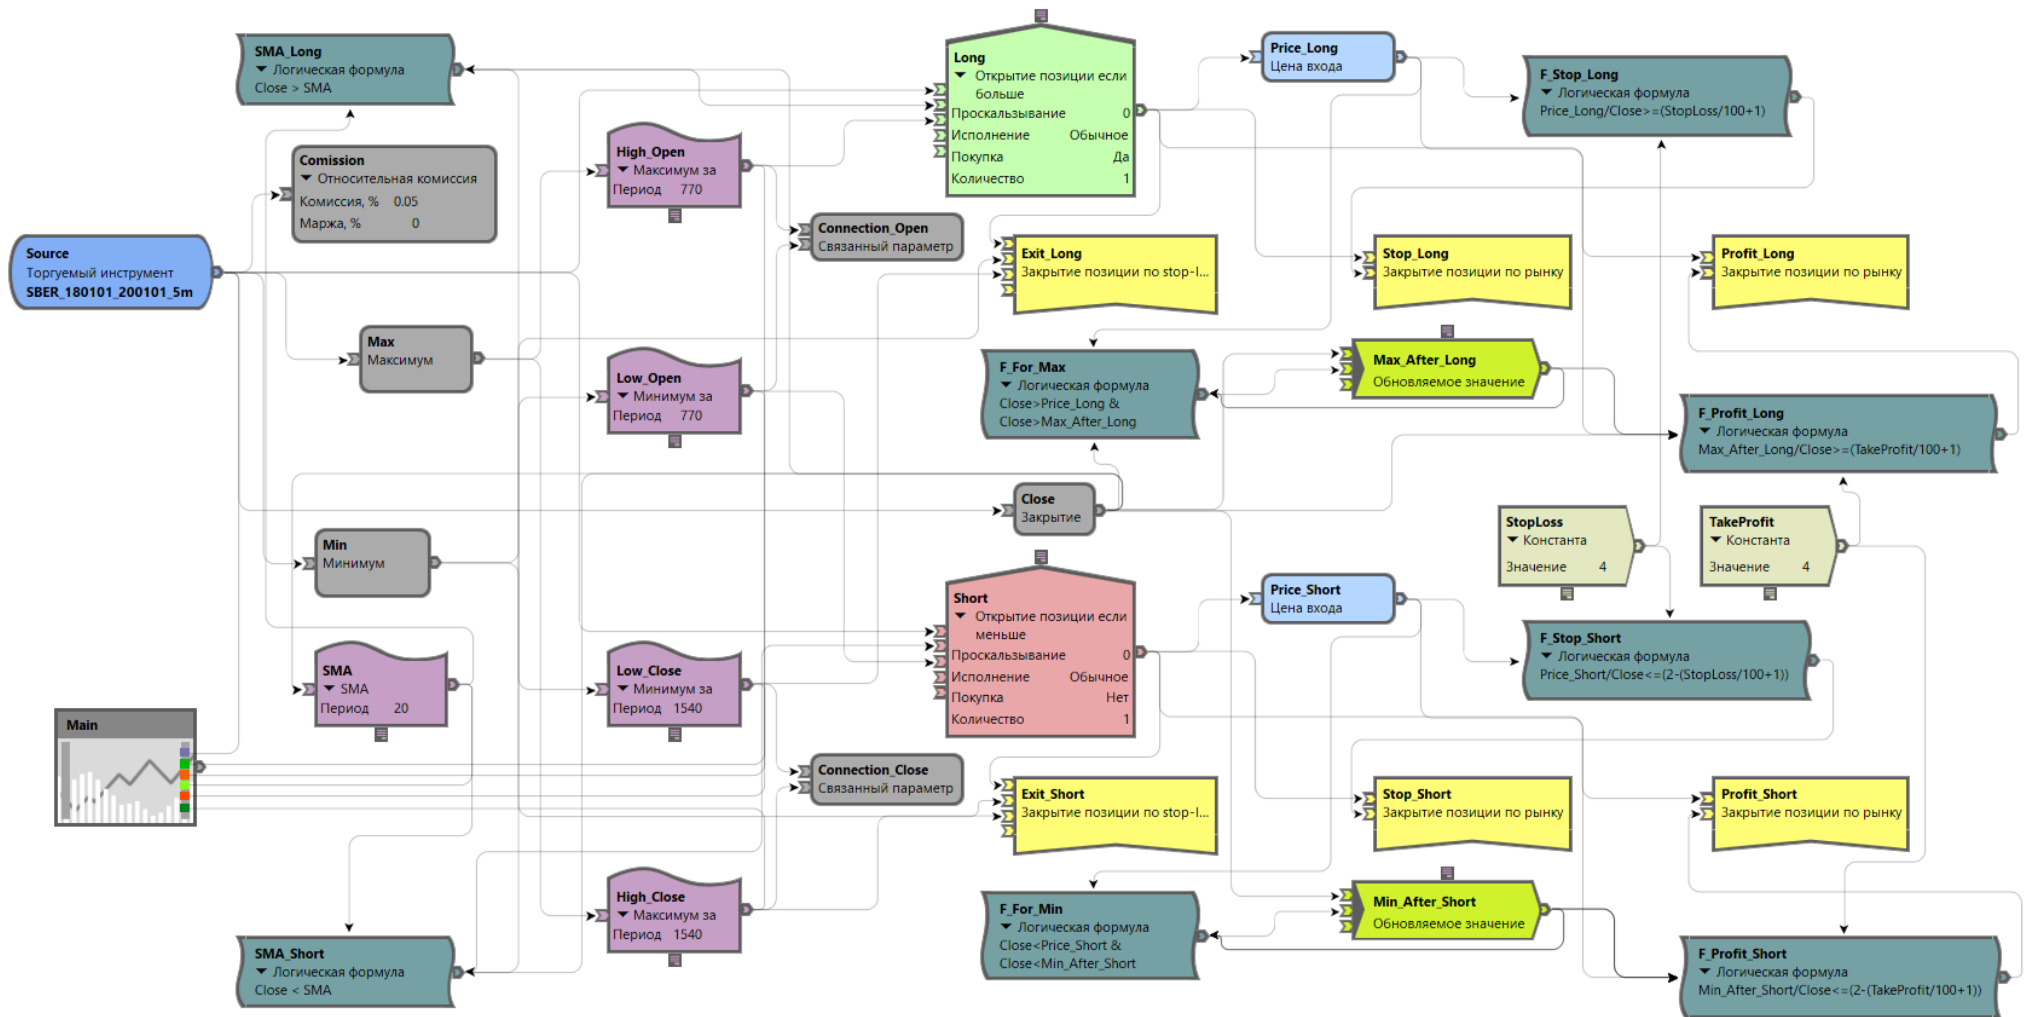 SMA_Long
Логическая формула
Close > SMA
Comission
Относительная комиссия
Комиссия, % 0.05
Маржа, % 0
Source
Торгуемый инструмент
SBER_180101_200101_5m
Max
Максимум
Min
Минимум
SMA
SMA
Период 20
Main
SMA_Short
Логическая формула
Close < SMA
High_Open
Максимум за
Период 770
Low_Open
Минимум за
Период 770
Low_Close
Минимум за
Период 1540
High_Close
Максимум за
Период 1540
Connection_Open
Связанный параметр
Connection_Close
Связанный параметр
Long
Открытие позиции если
больше
Проскальзывание 0
Исполнение Обычное
Покупка Да
Количество 1
Exit_Long
Закрытие позиции по stop-l...
F_For_Max
Логическая формула
Close>Price_Long &
Close>Max_After_Long
Close
Закрытие
Short
Открытие позиции если
меньше
Проскальзывание 0
Исполнение Обычное
Покупка Нет
Количество 1
Exit_Short
Закрытие позиции по stop-l...
F_For_Min
Логическая формула
Close<Price_Short &
Close<Min_After_Short
Price_Long
Цена входа
Stop_Long
Закрытие позиции по рынку
Max_After_Long
Обновляемое значение
Price_Short
Цена входа
Stop_Short
Закрытие позиции по рынку
Min_After_Short
Обновляемое значение
F_Stop_Long
Логическая формула
Price_Long/Close>=(StopLoss/100+1)
Profit_Long
Закрытие позиции по рынку
F_Profit_Long
Логическая формула
Max_After_Long/Close>=(TakeProfit/100+1)
StopLoss
Константа
Значение 4
TakeProfit
Константа
Значение 4
F_Stop_Short
Логическая формула
Price_Short/Close<=(2-(StopLoss/100+1))
Profit_Short
Закрытие позиции по рынку
F_Profit_Short
Логическая формула
Min_After_Short/Close<=(2-(TakeProfit/100+1))